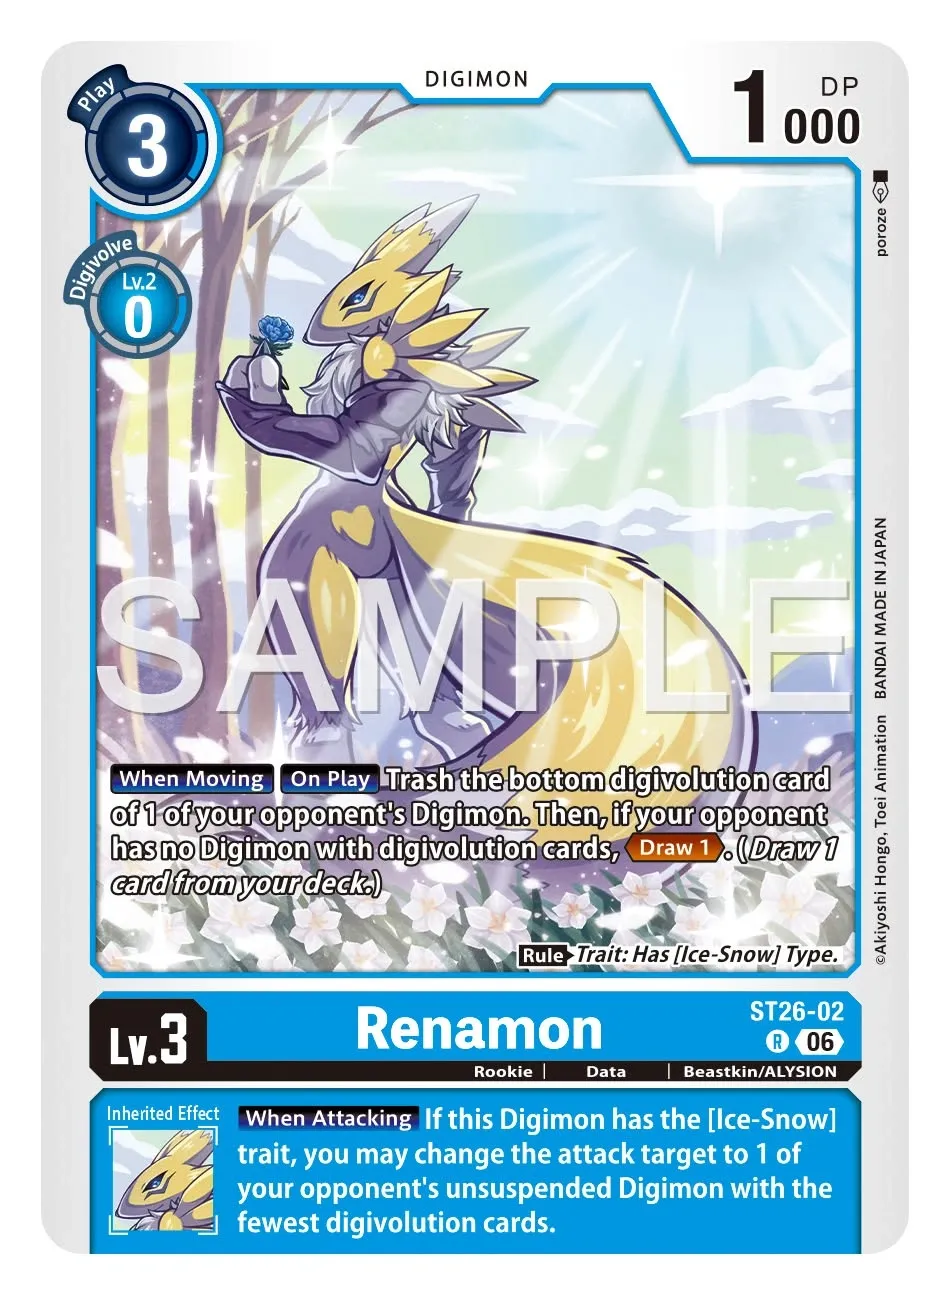 DIGIMON
Play
3
1000
DP
Digivolve
Lv.2
0
poroze
SAMPLE
When Moving On Play Trash the bottom digivolution card
of 1 of your opponent's Digimon. Then, if your opponent
has no Digimon with digivolution cards, Draw 1. (Draw 1
card from your deck.)
Rule Trait: Has [Ice-Snow] Type.
©Akiyoshi Hongo, Toei Animation BANDAI MADE IN JAPAN
Lv.3
Renamon
ST26-02
R 06
Rookie | Data | Beastkin/ALYSION
Inherited Effect
When Attacking If this Digimon has the [Ice-Snow]
trait, you may change the attack target to 1 of
your opponent's unsuspended Digimon with the
fewest digivolution cards.